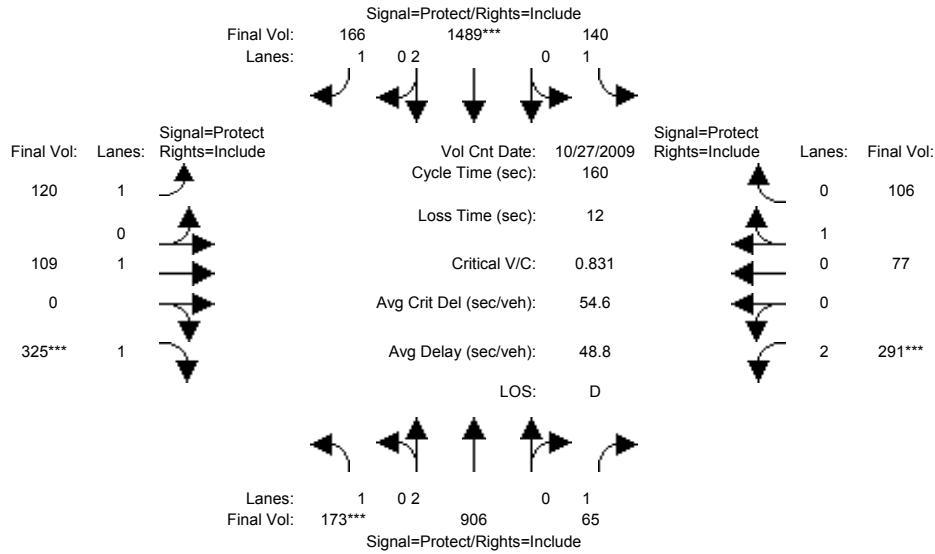 Signal=Protect/Rights=Include
Final Vol: 166 1489*** 140
Lanes: 1 0 2 0 1
Signal=Protect Signal=Protect
Final Vol: Lanes: Rights=Include Vol Cnt Date: 10/27/2009 Rights=Include Lanes: Final Vol:
Cycle Time (sec): 160
120 1 0 106
Loss Time (sec): 12
0 1
109 1 Critical V/C: 0.831 0 77
0 Avg Crit Del (sec/veh): 54.6 0
325*** 1 Avg Delay (sec/veh): 48.8 2 291***
LOS: D
Lanes: 1 0 2 0 1
Final Vol: 173*** 906 65
Signal=Protect/Rights=Include